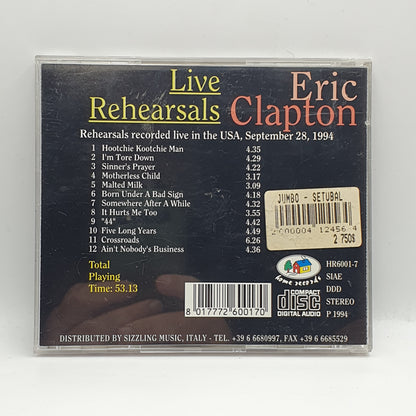 Live
Rehearsals
Eric
Clapton
Rehearsals recorded live in the USA, September 28, 1994
1 Hootchie Kootchie Man 4.35
2 I'm Tore Down 4.29
3 Sinner's Prayer 4.22
4 Motherless Child 3.17
5 Malted Milk 3.09
6 Born Under A Bad Sign 4.18
7 Somewhere After A While 4.32
8 It Hurts Me Too 3.55
9 "44" 4.25
10 Five Long Years 4.49
11 Crossroads 6.26
12 Ain't Nobody's Business 4.36
JUMBO - SETUBAL
2 000004 12456 4
2 750$
Total
Playing
Time: 53.13
8 017772 600170
home records
COMPACT
disc
DIGITAL AUDIO
HR6001-7
SIAE
DDD
STEREO
P 1994
DISTRIBUTED BY SIZZLING MUSIC, ITALY - TEL. +39 6 6680997, FAX +39 6 6685529